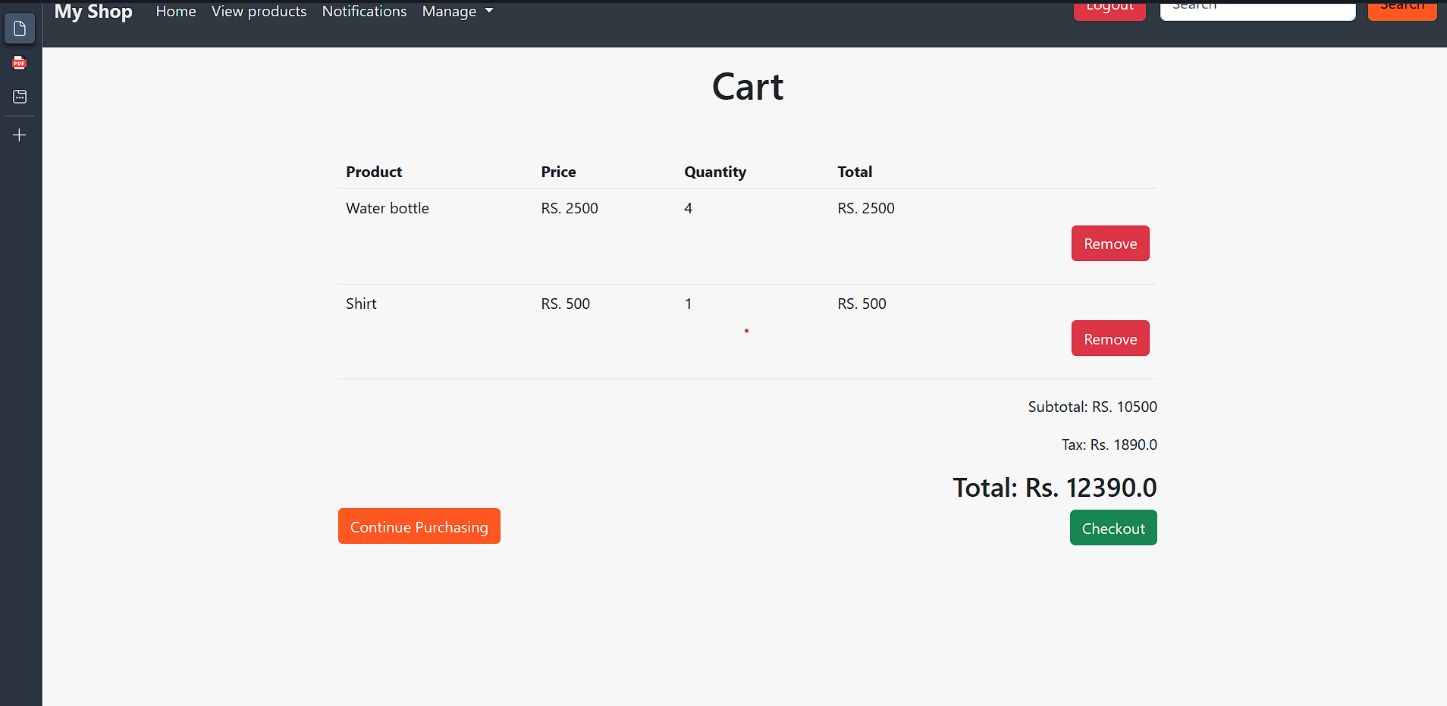 My Shop Home View products Notifications Manage Logout Search Search
PDF
Cart
Product Price Quantity Total
Water bottle RS. 2500 4 RS. 2500
Remove
Shirt RS. 500 1 RS. 500
Remove
Subtotal: RS. 10500
Tax: Rs. 1890.0
Total: Rs. 12390.0
Continue Purchasing Checkout